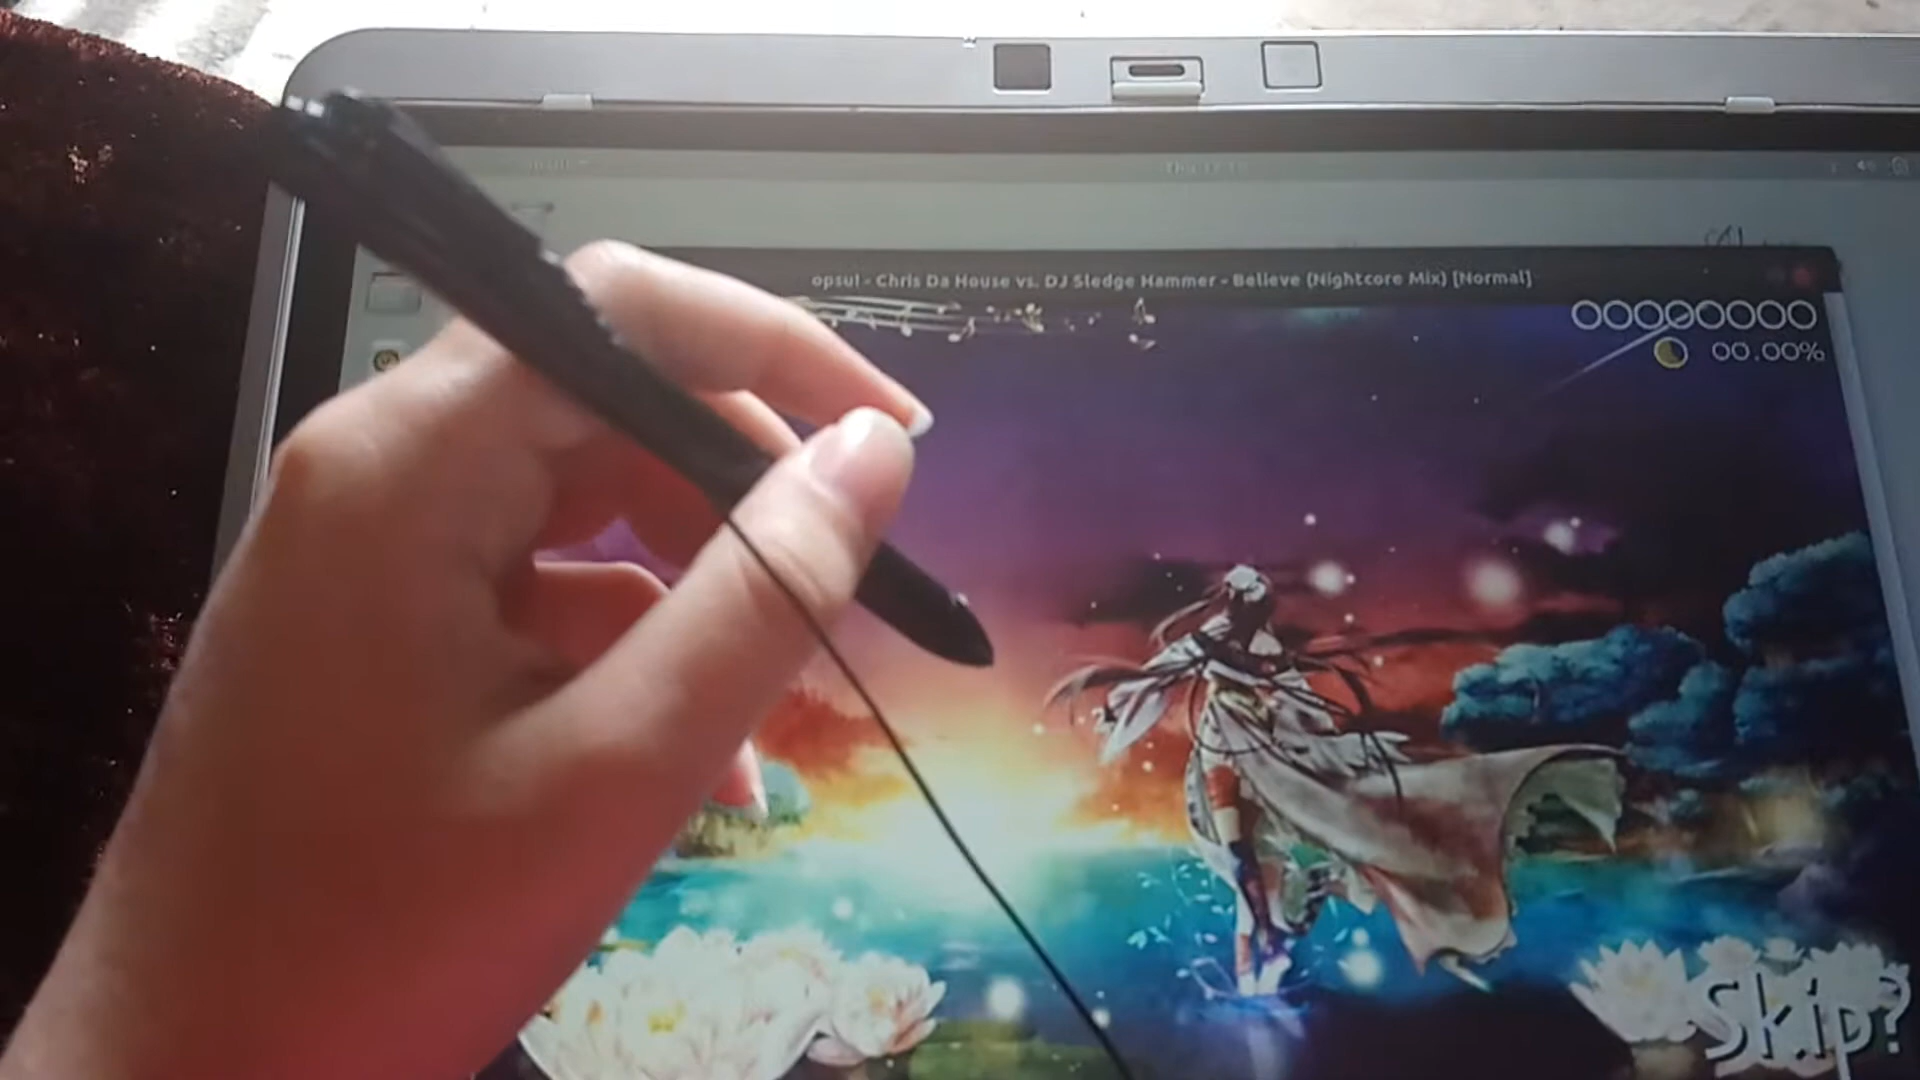 opsu! - Chris Da House vs. DJ Sledge Hammer - Believe (Nightcore Mix) [Normal]
00000000
00.00%
Skip?